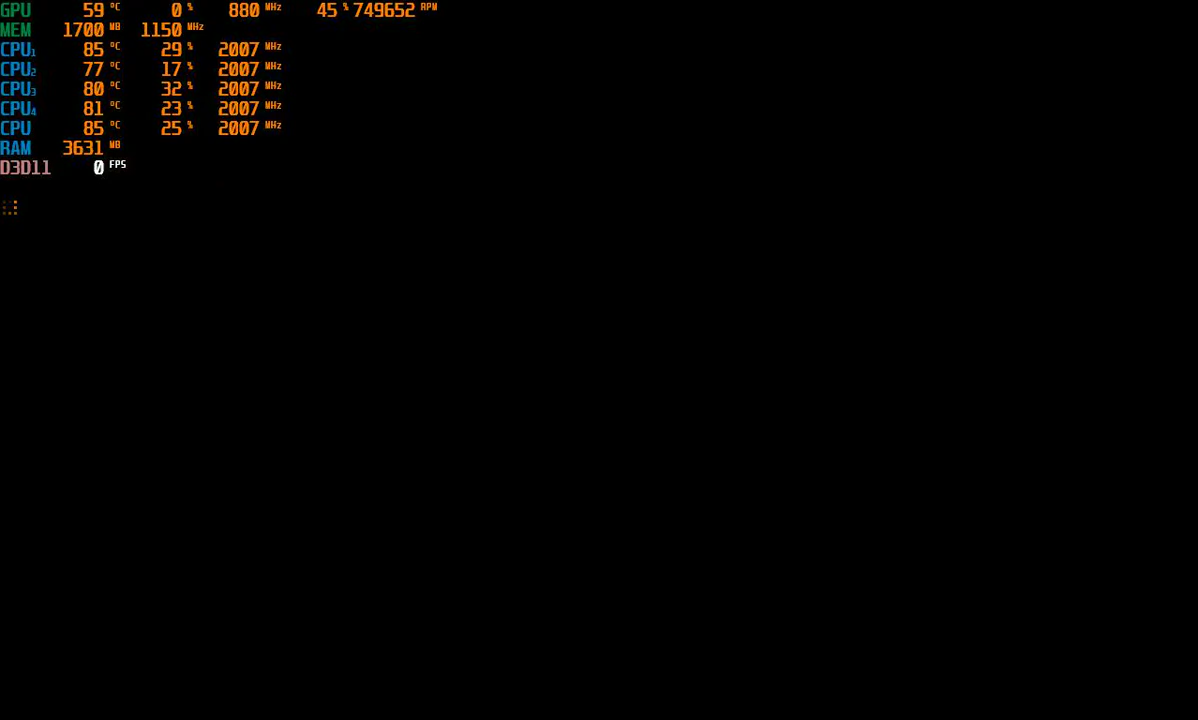 GPU 59 °C 0 % 880 MHz 45 % 749652 RPM
MEM 1700 MB 1150 MHz
CPU1 85 °C 29 % 2007 MHz
CPU2 77 °C 17 % 2007 MHz
CPU3 80 °C 32 % 2007 MHz
CPU4 81 °C 23 % 2007 MHz
CPU 85 °C 25 % 2007 MHz
RAM 3631 MB
D3D11 0 FPS